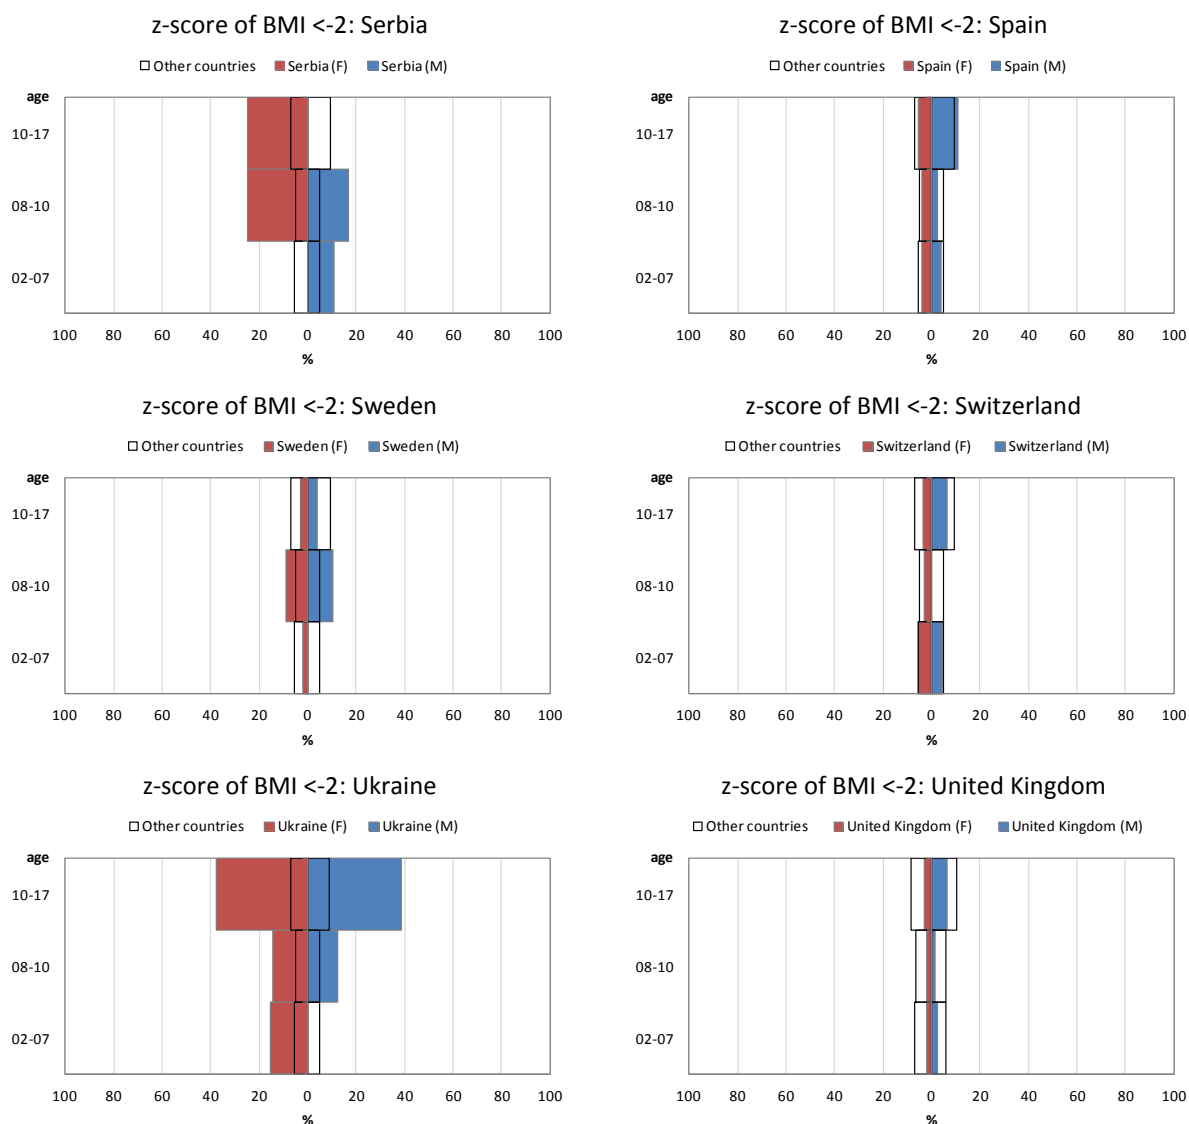 z-score of BMI <-2: Serbia
Other countries Serbia (F) Serbia (M)
age
10-17
08-10
02-07
100 80 60 40 20 0 20 40 60 80 100
%
z-score of BMI <-2: Spain
Other countries Spain (F) Spain (M)
age
10-17
08-10
02-07
100 80 60 40 20 0 20 40 60 80 100
%
z-score of BMI <-2: Sweden
Other countries Sweden (F) Sweden (M)
age
10-17
08-10
02-07
100 80 60 40 20 0 20 40 60 80 100
%
z-score of BMI <-2: Switzerland
Other countries Switzerland (F) Switzerland (M)
age
10-17
08-10
02-07
100 80 60 40 20 0 20 40 60 80 100
%
z-score of BMI <-2: Ukraine
Other countries Ukraine (F) Ukraine (M)
age
10-17
08-10
02-07
100 80 60 40 20 0 20 40 60 80 100
%
z-score of BMI <-2: United Kingdom
Other countries United Kingdom (F) United Kingdom (M)
age
10-17
08-10
02-07
100 80 60 40 20 0 20 40 60 80 100
%